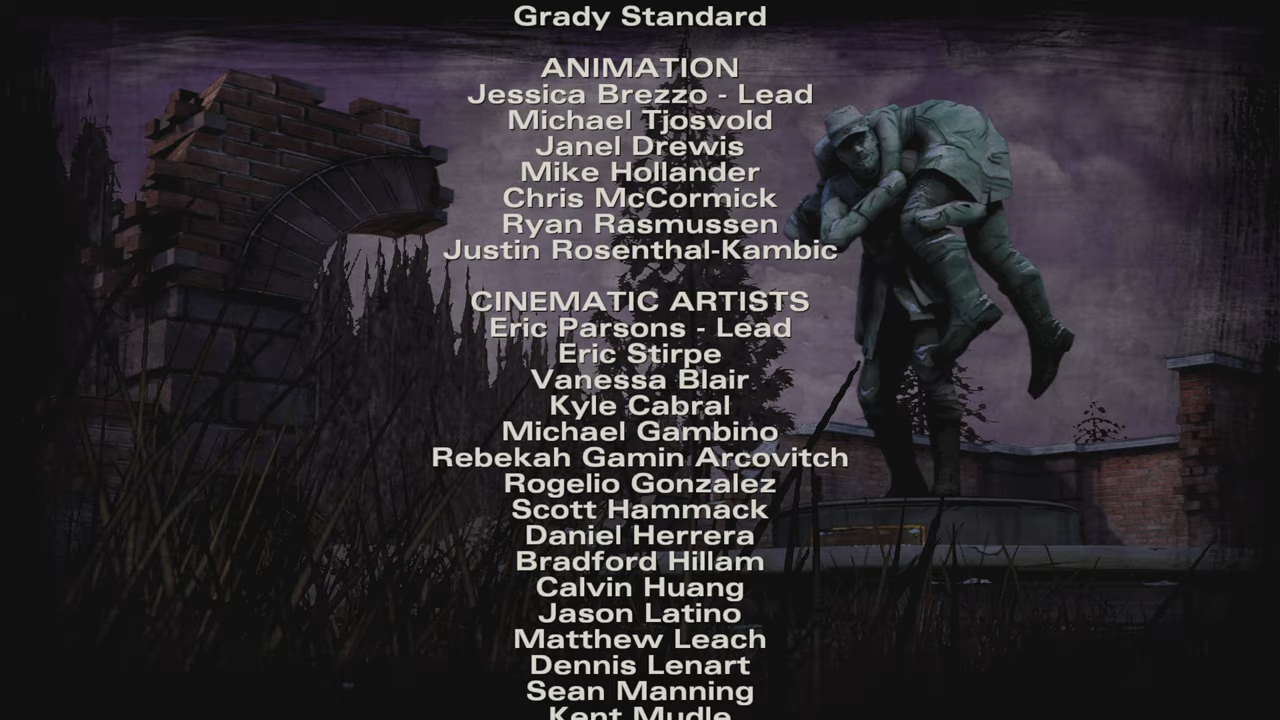 Grady Standard
ANIMATION
Jessica Brezzo - Lead
Michael Tjosvold
Janel Drewis
Mike Hollander
Chris McCormick
Ryan Rasmussen
Justin Rosenthal-Kambic
CINEMATIC ARTISTS
Eric Parsons - Lead
Eric Stirpe
Vanessa Blair
Kyle Cabral
Michael Gambino
Rebekah Gamin Arcovitch
Rogelio Gonzalez
Scott Hammack
Daniel Herrera
Bradford Hillam
Calvin Huang
Jason Latino
Matthew Leach
Dennis Lenart
Sean Manning
Kent Mudle